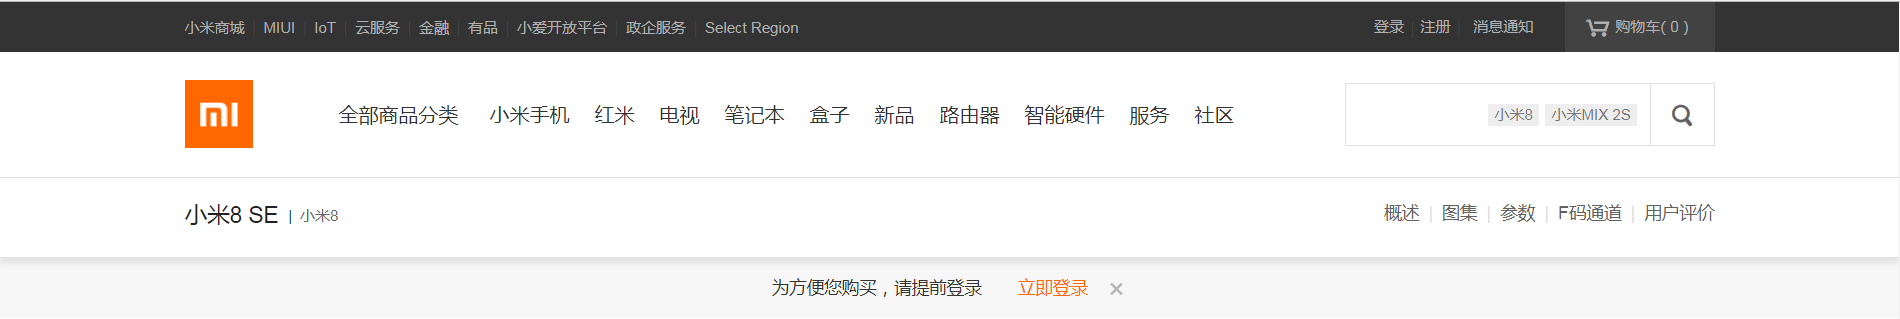 小米商城 MIUI IoT 云服务 金融 有品 小爱开放平台 政企服务 Select Region 登录 注册 消息通知 购物车( 0 )
mi 全部商品分类 小米手机 红米 电视 笔记本 盒子 新品 路由器 智能硬件 服务 社区 小米8 小米MIX 2S
小米8 SE | 小米8 概述 | 图集 | 参数 | F码通道 | 用户评价
为方便您购买，请提前登录 立即登录 ×